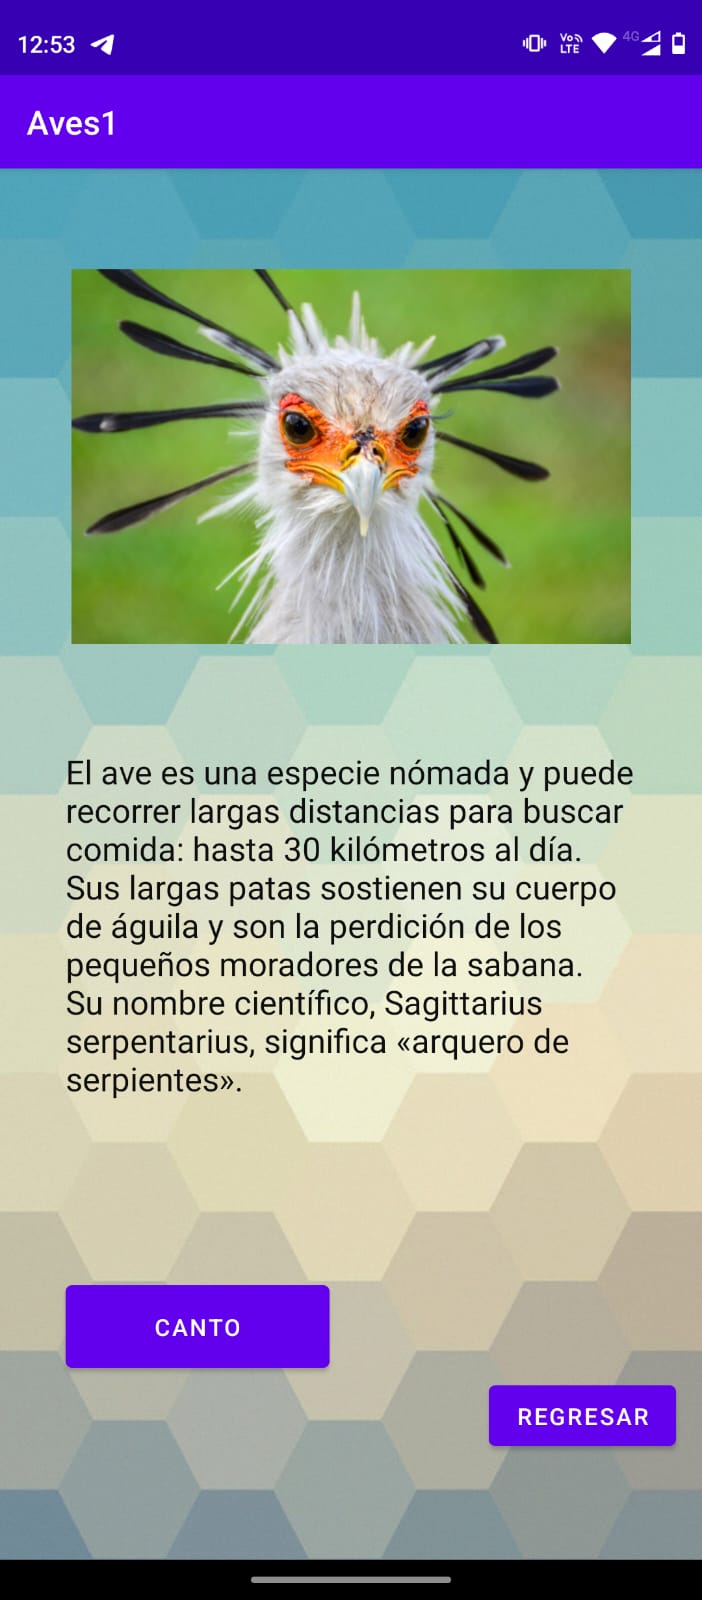 12:53
Vo
LTE
4G
Aves1
El ave es una especie nómada y puede
recorrer largas distancias para buscar
comida: hasta 30 kilómetros al día.
Sus largas patas sostienen su cuerpo
de águila y son la perdición de los
pequeños moradores de la sabana.
Su nombre científico, Sagittarius
serpentarius, significa «arquero de
serpientes».
CANTO
REGRESAR